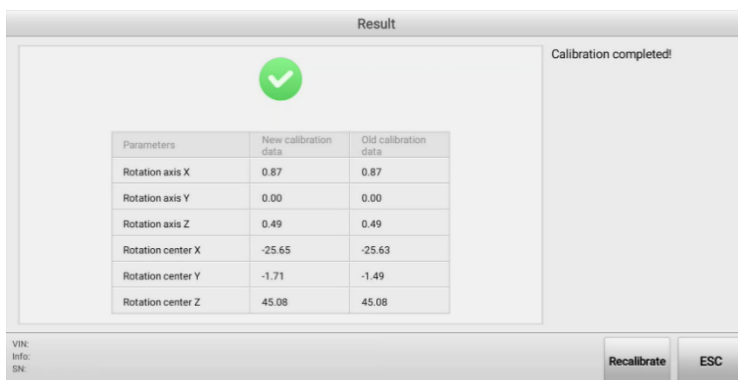 Result
Calibration completed!
Parameters New calibration data Old calibration data
Rotation axis X 0.87 0.87
Rotation axis Y 0.00 0.00
Rotation axis Z 0.49 0.49
Rotation center X -25.65 -25.63
Rotation center Y -1.71 -1.49
Rotation center Z 45.08 45.08
VIN:
Info:
SN:
Recalibrate ESC